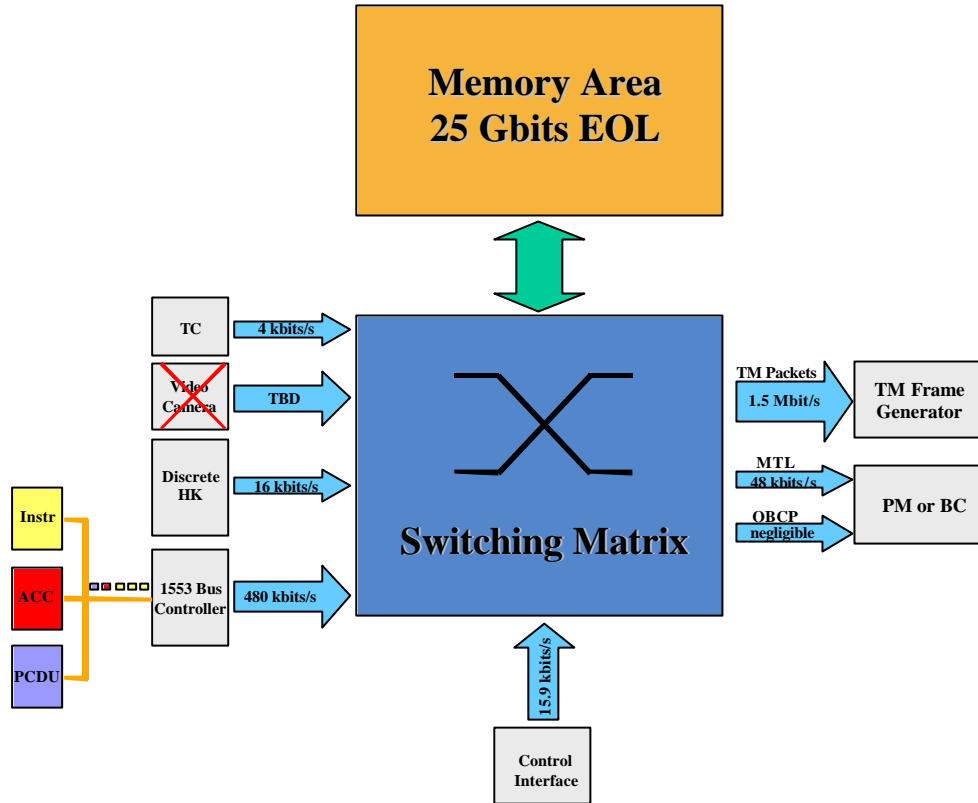 Memory Area
25 Gbits EOL
TC
4 kbits/s
Video
Camera
TBD
Discrete
HK
16 kbits/s
Instr
ACC
PCDU
1553 Bus
Controller
480 kbits/s
Switching Matrix
TM Packets
1.5 Mbit/s
TM Frame
Generator
MTL
48 kbits/s
OBCP
negligible
PM or BC
15.9 kbits/s
Control
Interface